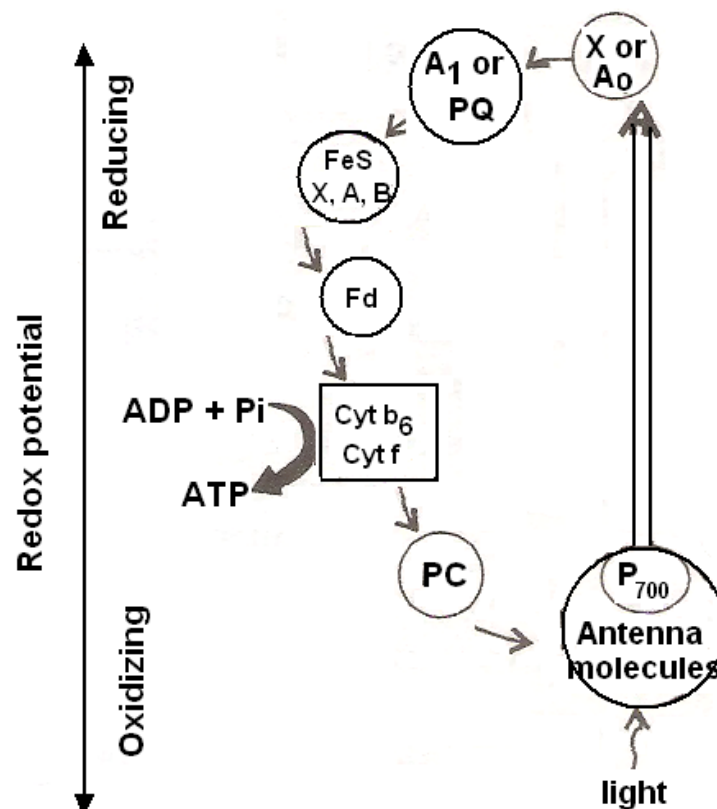 X or
A₀
A₁ or
PQ
FeS
X, A, B
Fd
ADP + Pi
ATP
Cyt b₆
Cyt f
PC
P₇₀₀
Antenna
molecules
light
Reducing
Redox potential
Oxidizing